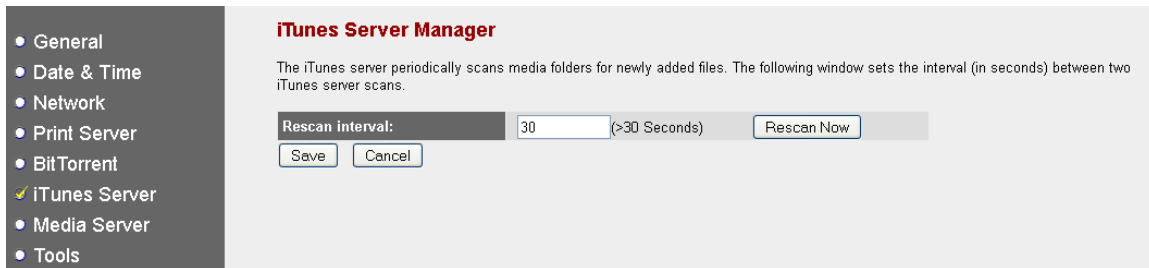 General
Date & Time
Network
Print Server
BitTorrent
iTunes Server
Media Server
Tools
iTunes Server Manager
The iTunes server periodically scans media folders for newly added files. The following window sets the interval (in seconds) between two
iTunes server scans.
Rescan interval: 30 (>30 Seconds) Rescan Now
Save Cancel